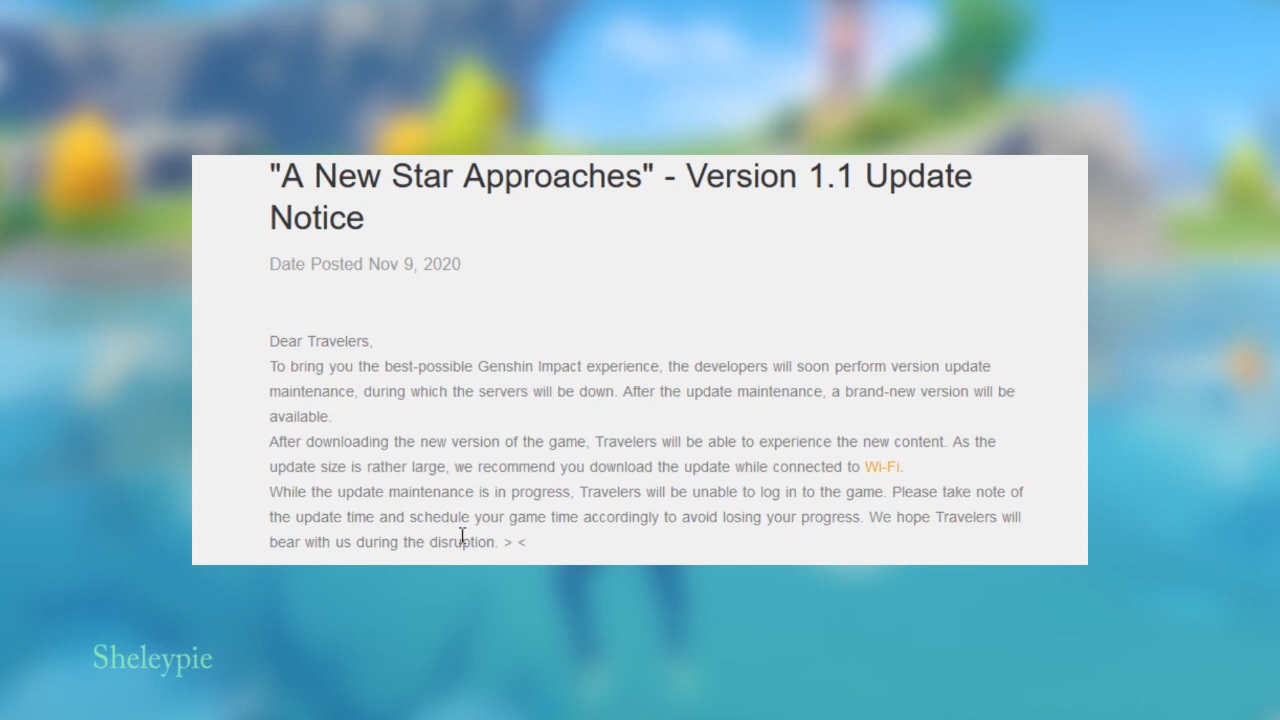 "A New Star Approaches" - Version 1.1 Update
Notice
Date Posted Nov 9, 2020
Dear Travelers,
To bring you the best-possible Genshin Impact experience, the developers will soon perform version update
maintenance, during which the servers will be down. After the update maintenance, a brand-new version will be
available.
After downloading the new version of the game, Travelers will be able to experience the new content. As the
update size is rather large, we recommend you download the update while connected to Wi-Fi.
While the update maintenance is in progress, Travelers will be unable to log in to the game. Please take note of
the update time and schedule your game time accordingly to avoid losing your progress. We hope Travelers will
bear with us during the disruption. > <
Sheleypie